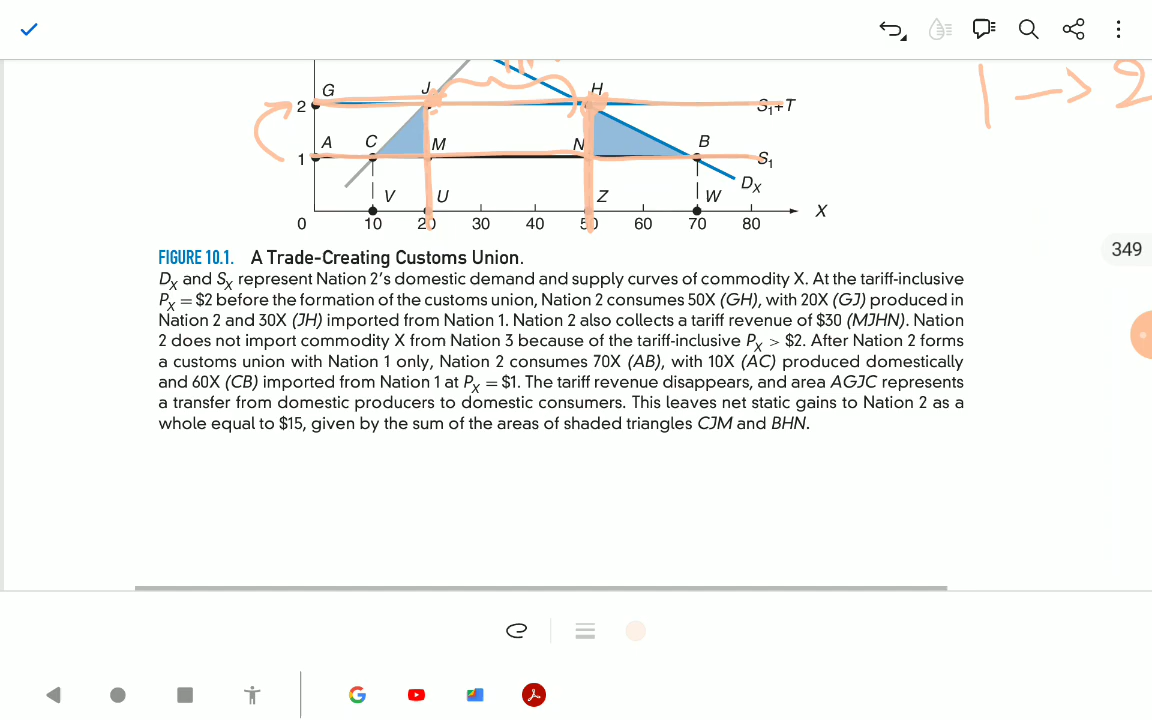 1 → 2
G J H
2 S₁+T
A C M N B
1 S₁
Dₓ
V U Z W
X
0 10 20 30 40 50 60 70 80
349
FIGURE 10.1. A Trade-Creating Customs Union.
Dₓ and Sₓ represent Nation 2's domestic demand and supply curves of commodity X. At the tariff-inclusive
Pₓ = $2 before the formation of the customs union, Nation 2 consumes 50X (GH), with 20X (GJ) produced in
Nation 2 and 30X (JH) imported from Nation 1. Nation 2 also collects a tariff revenue of $30 (MJHN). Nation
2 does not import commodity X from Nation 3 because of the tariff-inclusive Pₓ > $2. After Nation 2 forms
a customs union with Nation 1 only, Nation 2 consumes 70X (AB), with 10X (AC) produced domestically
and 60X (CB) imported from Nation 1 at Pₓ = $1. The tariff revenue disappears, and area AGJC represents
a transfer from domestic producers to domestic consumers. This leaves net static gains to Nation 2 as a
whole equal to $15, given by the sum of the areas of shaded triangles CJM and BHN.